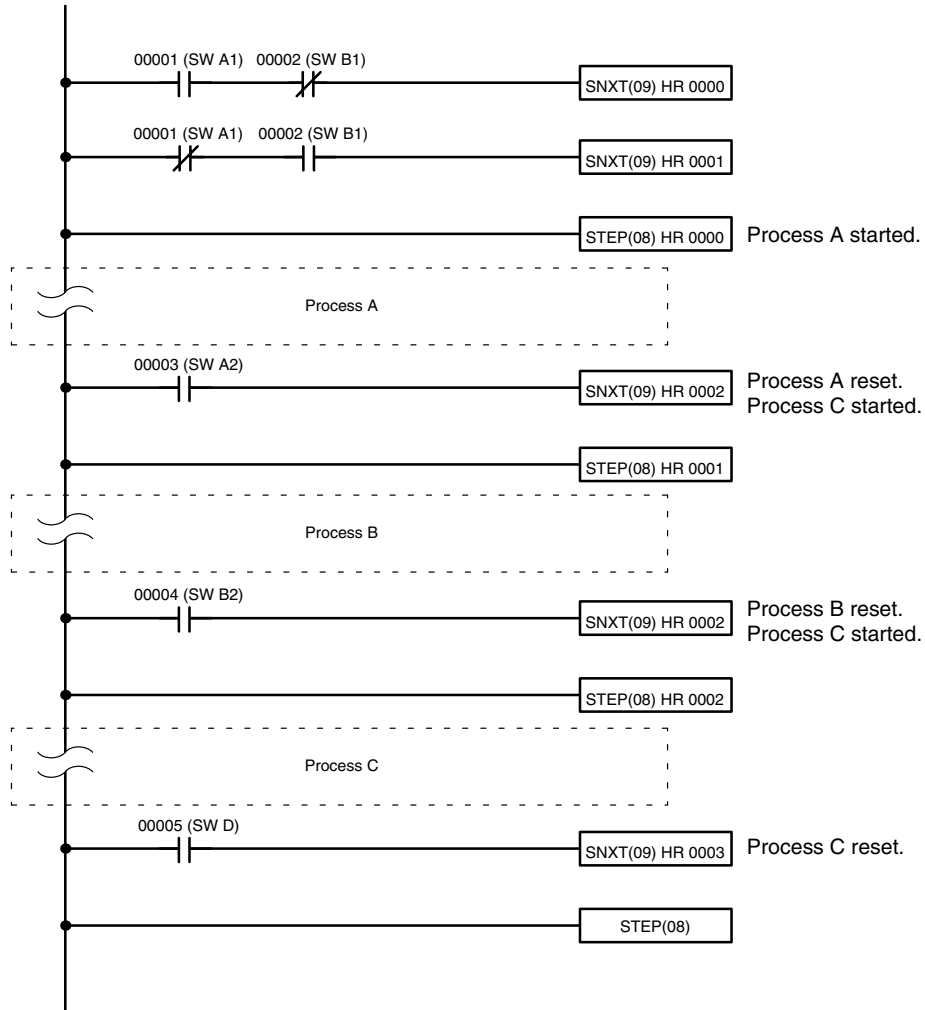 00001 (SW A1) 00002 (SW B1)
SNXT(09) HR 0000
00001 (SW A1) 00002 (SW B1)
SNXT(09) HR 0001
STEP(08) HR 0000 Process A started.
Process A
00003 (SW A2)
SNXT(09) HR 0002 Process A reset.
Process C started.
STEP(08) HR 0001
Process B
00004 (SW B2)
SNXT(09) HR 0002 Process B reset.
Process C started.
STEP(08) HR 0002
Process C
00005 (SW D)
SNXT(09) HR 0003 Process C reset.
STEP(08)